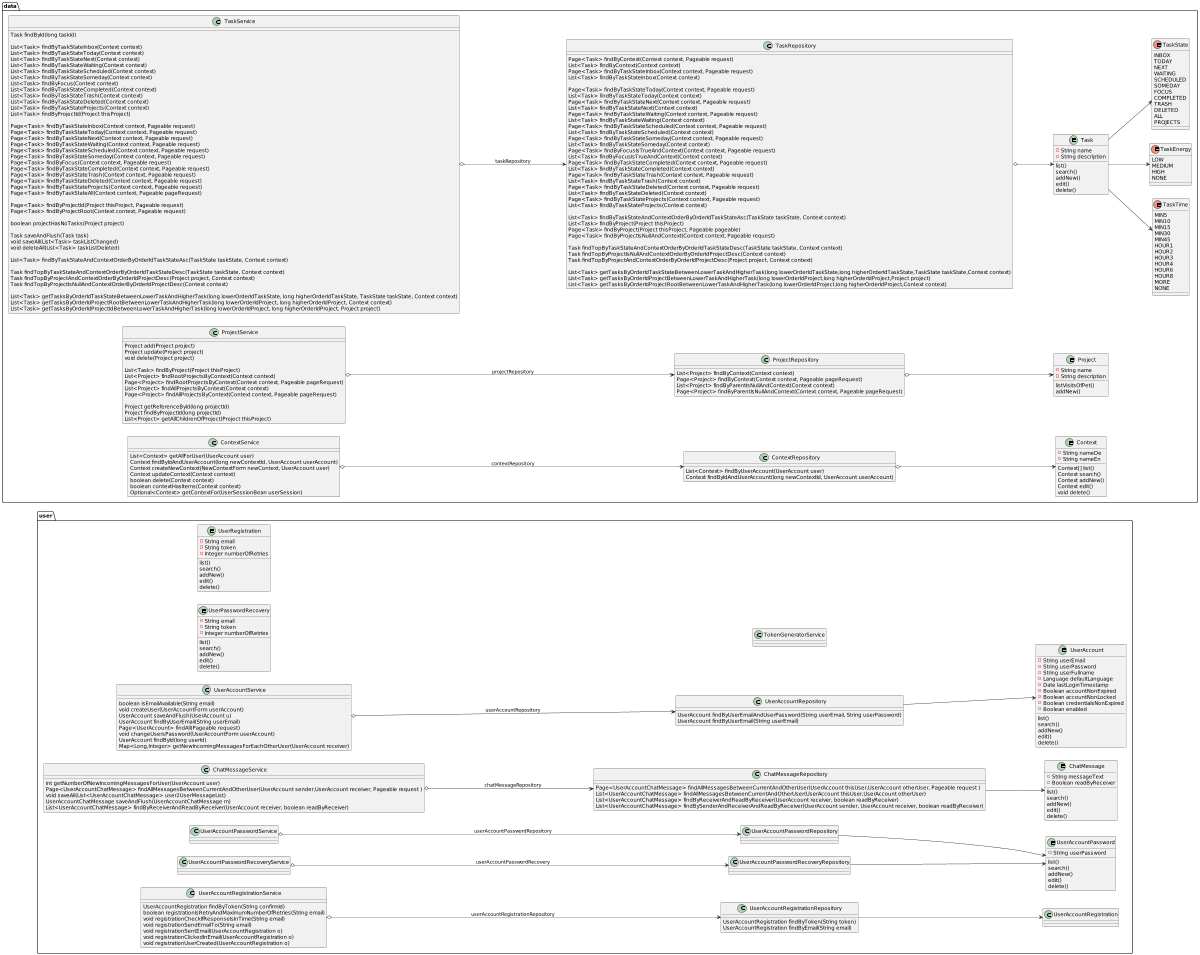 data
TaskService
Task findById(long taskId)
List<Task> findByTaskStateInbox(Context context)
List<Task> findByTaskStateToday(Context context)
List<Task> findByTaskStateNext(Context context)
List<Task> findByTaskStateWaiting(Context context)
List<Task> findByTaskStateScheduled(Context context)
List<Task> findByTaskStateSomeday(Context context)
List<Task> findByFocus(Context context)
List<Task> findByTaskStateCompleted(Context context)
List<Task> findByTaskStateTrash(Context context)
List<Task> findByTaskStateDeleted(Context context)
List<Task> findByTaskStateProjects(Context context)
List<Task> findByProjectId(Project thisProject)
Page<Task> findByTaskStateInbox(Context context, Pageable request)
Page<Task> findByTaskStateToday(Context context, Pageable request)
Page<Task> findByTaskStateNext(Context context, Pageable request)
Page<Task> findByTaskStateWaiting(Context context, Pageable request)
Page<Task> findByTaskStateScheduled(Context context, Pageable request)
Page<Task> findByTaskStateSomeday(Context context, Pageable request)
Page<Task> findByFocus(Context context, Pageable request)
Page<Task> findByTaskStateCompleted(Context context, Pageable request)
Page<Task> findByTaskStateTrash(Context context, Pageable request)
Page<Task> findByTaskStateDeleted(Context context, Pageable request)
Page<Task> findByTaskStateProjects(Context context, Pageable request)
Page<Task> findByTaskStateAll(Context context, Pageable pageRequest)
Page<Task> findByProjectId(Project thisProject, Pageable request)
Page<Task> findByProjectRoot(Context context, Pageable request)
boolean projectHasNoTasks(Project project)
Task saveAndFlush(Task task)
void saveAll(List<Task> taskListChanged)
void deleteAll(List<Task> taskListDeleted)
List<Task> findByTaskStateAndContextOrderByOrderIdTaskStateAsc(TaskState taskState, Context context)
Task findTopByTaskStateAndContextOrderByOrderIdTaskStateDesc(TaskState taskState, Context context)
Task findTopByProjectAndContextOrderByOrderIdProjectDesc(Project project, Context context)
Task findTopByProjectIsNullAndContextOrderByOrderIdProjectDesc(Context context)
List<Task> getTasksByOrderIdTaskStateBetweenLowerTaskAndHigherTask(long lowerOrderIdTaskState, long higherOrderIdTaskState, TaskState taskState, Context context)
List<Task> getTasksByOrderIdProjectRootBetweenLowerTaskAndHigherTask(long lowerOrderIdProject, long higherOrderIdProject, Context context)
List<Task> getTasksByOrderIdProjectIdBetweenLowerTaskAndHigherTask(long lowerOrderIdProject, long higherOrderIdProject, Project project)
taskRepository
TaskRepository
Page<Task> findByContext(Context context, Pageable request)
List<Task> findByContext(Context context)
Page<Task> findByTaskStateInbox(Context context, Pageable request)
List<Task> findByTaskStateInbox(Context context)
Page<Task> findByTaskStateToday(Context context, Pageable request)
List<Task> findByTaskStateToday(Context context)
Page<Task> findByTaskStateNext(Context context, Pageable request)
List<Task> findByTaskStateNext(Context context)
Page<Task> findByTaskStateWaiting(Context context, Pageable request)
List<Task> findByTaskStateWaiting(Context context)
Page<Task> findByTaskStateScheduled(Context context, Pageable request)
List<Task> findByTaskStateScheduled(Context context)
Page<Task> findByTaskStateSomeday(Context context, Pageable request)
List<Task> findByTaskStateSomeday(Context context)
Page<Task> findByFocusIsTrueAndContext(Context context, Pageable request)
List<Task> findByFocusIsTrueAndContext(Context context)
Page<Task> findByTaskStateCompleted(Context context, Pageable request)
List<Task> findByTaskStateCompleted(Context context)
Page<Task> findByTaskStateTrash(Context context, Pageable request)
List<Task> findByTaskStateTrash(Context context)
Page<Task> findByTaskStateDeleted(Context context, Pageable request)
List<Task> findByTaskStateDeleted(Context context)
Page<Task> findByTaskStateProjects(Context context, Pageable request)
List<Task> findByTaskStateProjects(Context context)
List<Task> findByTaskStateAndContextOrderByOrderIdTaskStateAsc(TaskState taskState, Context context)
List<Task> findByProject(Project thisProject)
Page<Task> findByProject(Project thisProject, Pageable pageable)
Page<Task> findByProjectIsNullAndContext(Context context, Pageable request)
Task findTopByTaskStateAndContextOrderByOrderIdTaskStateDesc(TaskState taskState, Context context)
Task findTopByProjectIsNullAndContextOrderByOrderIdProjectDesc(Context context)
Task findTopByProjectAndContextOrderByOrderIdProjectDesc(Project project, Context context)
List<Task> getTasksByOrderIdTaskStateBetweenLowerTaskAndHigherTask(long lowerOrderIdTaskState,long higherOrderIdTaskState,TaskState taskState,Context context)
List<Task> getTasksByOrderIdProjectBetweenLowerTaskAndHigherTask(long lowerOrderIdProject,long higherOrderIdProject,Project project)
List<Task> getTasksByOrderIdProjectRootBetweenLowerTaskAndHigherTask(long lowerOrderIdProject,long higherOrderIdProject,Context context)
Task
String name
String description
list()
search()
addNew()
edit()
delete()
TaskState
INBOX
TODAY
NEXT
WAITING
SCHEDULED
SOMEDAY
FOCUS
COMPLETED
TRASH
DELETED
ALL
PROJECTS
TaskEnergy
LOW
MEDIUM
HIGH
NONE
TaskTime
MIN5
MIN10
MIN15
MIN30
MIN45
HOUR1
HOUR2
HOUR3
HOUR4
HOUR6
HOUR8
MORE
NONE
ProjectService
Project add(Project project)
Project update(Project project)
void delete(Project project)
List<Task> findByProject(Project thisProject)
List<Project> findRootProjectsByContext(Context context)
Page<Project> findRootProjectsByContext(Context context, Pageable pageRequest)
List<Project> findAllProjectsByContext(Context context)
Page<Project> findAllProjectsByContext(Context context, Pageable pageRequest)
Project getReferenceById(long projectId)
Project findByProjectId(long projectId)
List<Project> getAllChildrenOfProject(Project thisProject)
projectRepository
ProjectRepository
List<Project> findByContext(Context context)
Page<Project> findByContext(Context context, Pageable pageRequest)
List<Project> findByParentIsNullAndContext(Context context)
Page<Project> findByParentIsNullAndContext(Context context, Pageable pageRequest)
Project
String name
String description
listVisitsOfPet()
addNew()
ContextService
List<Context> getAllForUser(UserAccount user)
Context findByIdAndUserAccount(long newContextId, UserAccount userAccount)
Context createNewContext(NewContextForm newContext, UserAccount user)
Context updateContext(Context context)
boolean delete(Context context)
boolean contextHasItems(Context context)
Optional<Context> getContextFor(UserSessionBean userSession)
contextRepository
ContextRepository
List<Context> findByUserAccount(UserAccount user)
Context findByIdAndUserAccount(long newContextId, UserAccount userAccount)
Context
String nameDe
String nameEn
Context[] list()
Context search()
Context addNew()
Context edit()
void delete()
user
UserRegistration
String email
String token
Integer numberOfRetries
list()
search()
addNew()
edit()
delete()
UserPasswordRecovery
String email
String token
Integer numberOfRetries
list()
search()
addNew()
edit()
delete()
TokenGeneratorService
UserAccountService
boolean isEmailAvailable(String email)
void createUser(UserAccountForm userAccount)
UserAccount saveAndFlush(UserAccount u)
UserAccount findByUserEmail(String userEmail)
Page<UserAccount> findAll(Pageable request)
void changeUsersPassword(UserAccountForm userAccount)
UserAccount findById(long userId)
Map<Long,Integer> getNewIncomingMessagesForEachOtherUser(UserAccount receiver)
userAccountRepository
UserAccountRepository
UserAccount findByUserEmailAndUserPassword(String userEmail, String userPassword)
UserAccount findByUserEmail(String userEmail)
UserAccount
String userEmail
String userPassword
String userFullname
Language defaultLanguage
Date lastLoginTimestamp
Boolean accountNonExpired
Boolean accountNonLocked
Boolean credentialsNonExpired
Boolean enabled
list()
search()
addNew()
edit()
delete()
ChatMessageService
int getNumberOfNewIncomingMessagesForUser(UserAccount user)
Page<UserAccountChatMessage> findAllMessagesBetweenCurrentAndOtherUser(UserAccount sender,UserAccount receiver, Pageable request )
void saveAll(List<UserAccountChatMessage> user2UserMessageList)
UserAccountChatMessage saveAndFlush(UserAccountChatMessage m)
List<UserAccountChatMessage> findByReceiverAndReadByReceiver(UserAccount receiver, boolean readByReceiver)
chatMessageRepository
ChatMessageRepository
Page<UserAccountChatMessage> findAllMessagesBetweenCurrentAndOtherUser(UserAccount thisUser,UserAccount otherUser, Pageable request (
List<UserAccountChatMessage> findAllMessagesBetweenCurrentAndOtherUser(UserAccount thisUser,UserAccount otherUser)
List<UserAccountChatMessage> findByReceiverAndReadByReceiver(UserAccount receiver, boolean readByReceiver)
List<UserAccountChatMessage> findBySenderAndReceiverAndReadByReceiver(UserAccount sender, UserAccount receiver, boolean readByReceiver)
ChatMessage
String messageText
Boolean readByReceiver
list()
search()
addNew()
edit()
delete()
UserAccountPasswordService
userAccountPasswordRepository
UserAccountPasswordRepository
UserAccountPassword
String userPassword
list()
search()
addNew()
edit()
delete()
UserAccountPasswordRecoveryService
userAccountPasswordRecovery
UserAccountPasswordRecoveryRepository
UserAccountRegistrationService
UserAccountRegistration findByToken(String confirmId)
boolean registrationIsRetryAndMaximumNumberOfRetries(String email)
void registrationCheckIfResponseIsInTime(String email)
void registrationSendEmailTo(String email)
void registrationSentEmail(UserAccountRegistration o)
void registrationClickedInEmail(UserAccountRegistration o)
void registrationUserCreated(UserAccountRegistration o)
userAccountRegistrationRepository
UserAccountRegistrationRepository
UserAccountRegistration findByToken(String token)
UserAccountRegistration findByEmail(String email)
UserAccountRegistration